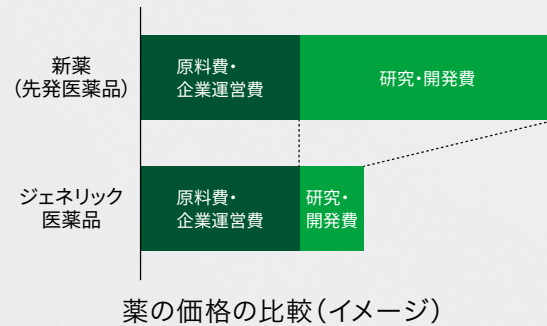 新薬
(先発医薬品)
原料費・
企業運営費
研究・開発費
ジェネリック
医薬品
原料費・
企業運営費
研究・
開発費
薬の価格の比較(イメージ)